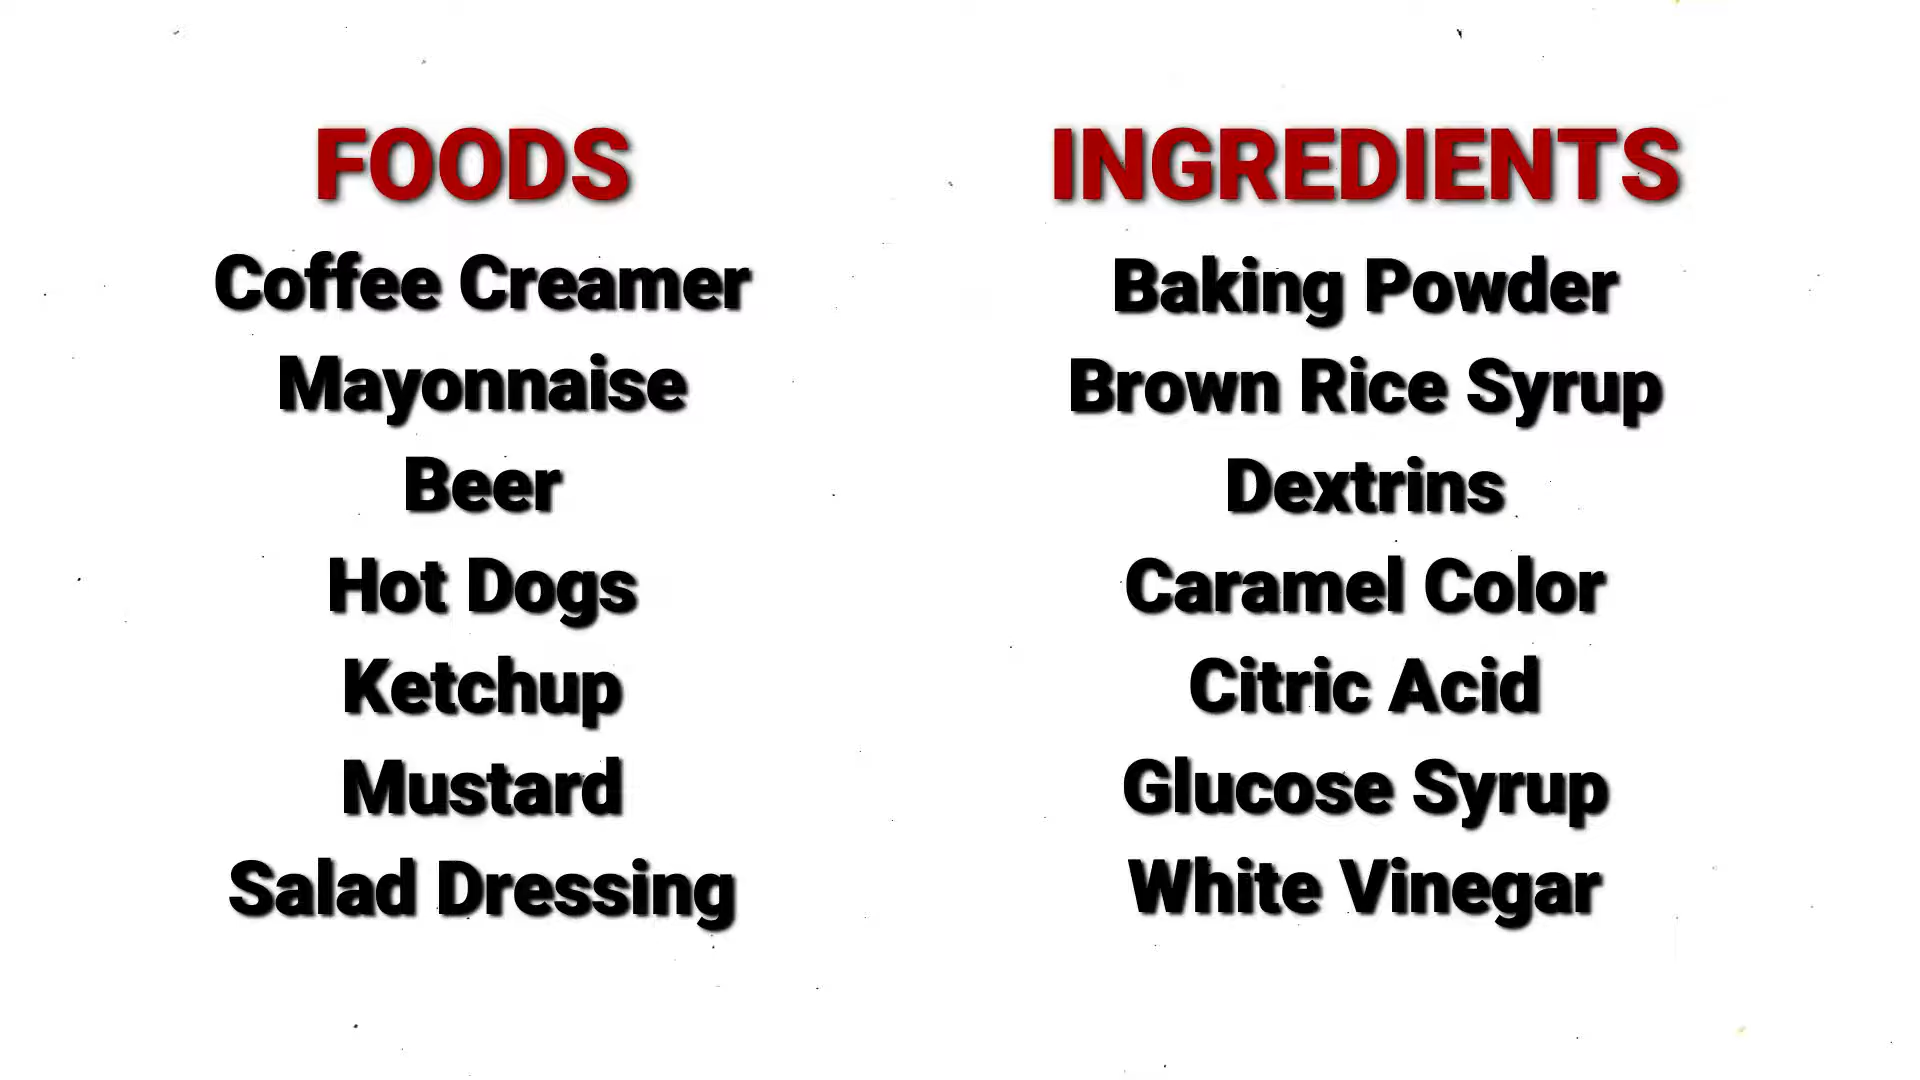 FOODS
Coffee Creamer
Mayonnaise
Beer
Hot Dogs
Ketchup
Mustard
Salad Dressing
INGREDIENTS
Baking Powder
Brown Rice Syrup
Dextrins
Caramel Color
Citric Acid
Glucose Syrup
White Vinegar